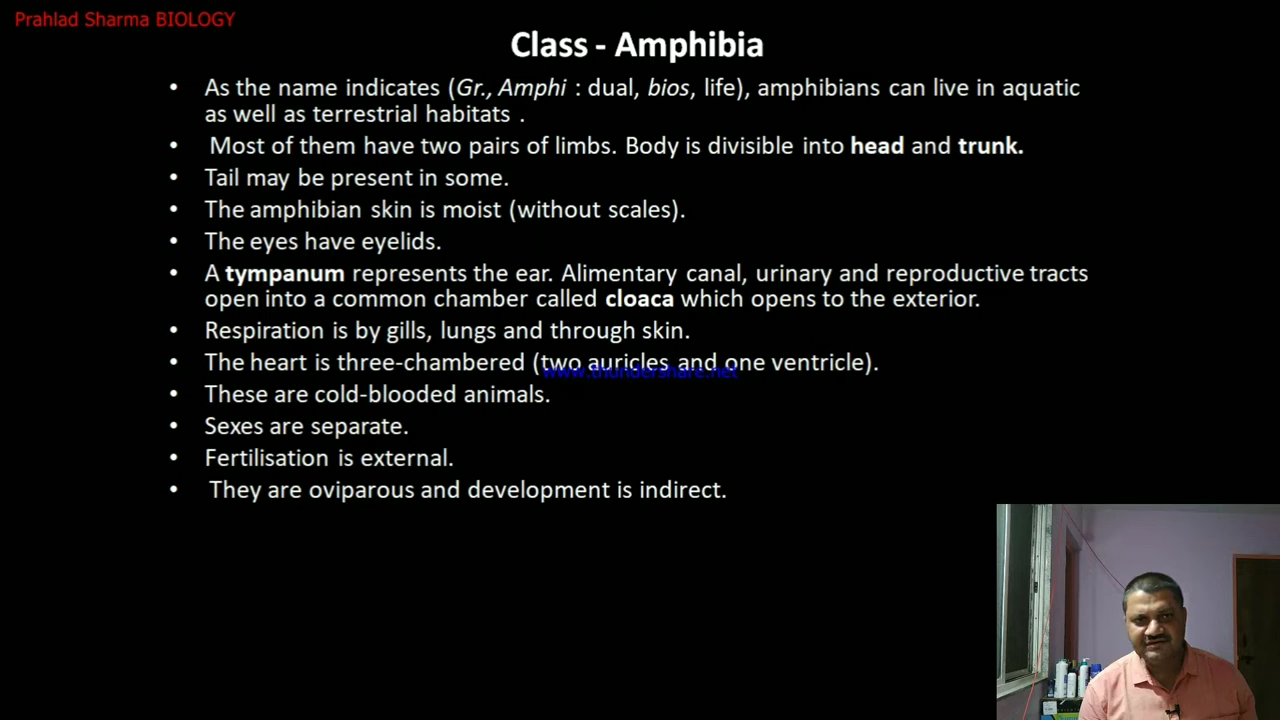 Prahlad Sharma BIOLOGY
Class - Amphibia
• As the name indicates (Gr., Amphi : dual, bios, life), amphibians can live in aquatic
as well as terrestrial habitats .
• Most of them have two pairs of limbs. Body is divisible into head and trunk.
• Tail may be present in some.
• The amphibian skin is moist (without scales).
• The eyes have eyelids.
• A tympanum represents the ear. Alimentary canal, urinary and reproductive tracts
open into a common chamber called cloaca which opens to the exterior.
• Respiration is by gills, lungs and through skin.
• The heart is three-chambered (two auricles and one ventricle).
www.thundershare.net
• These are cold-blooded animals.
• Sexes are separate.
• Fertilisation is external.
• They are oviparous and development is indirect.